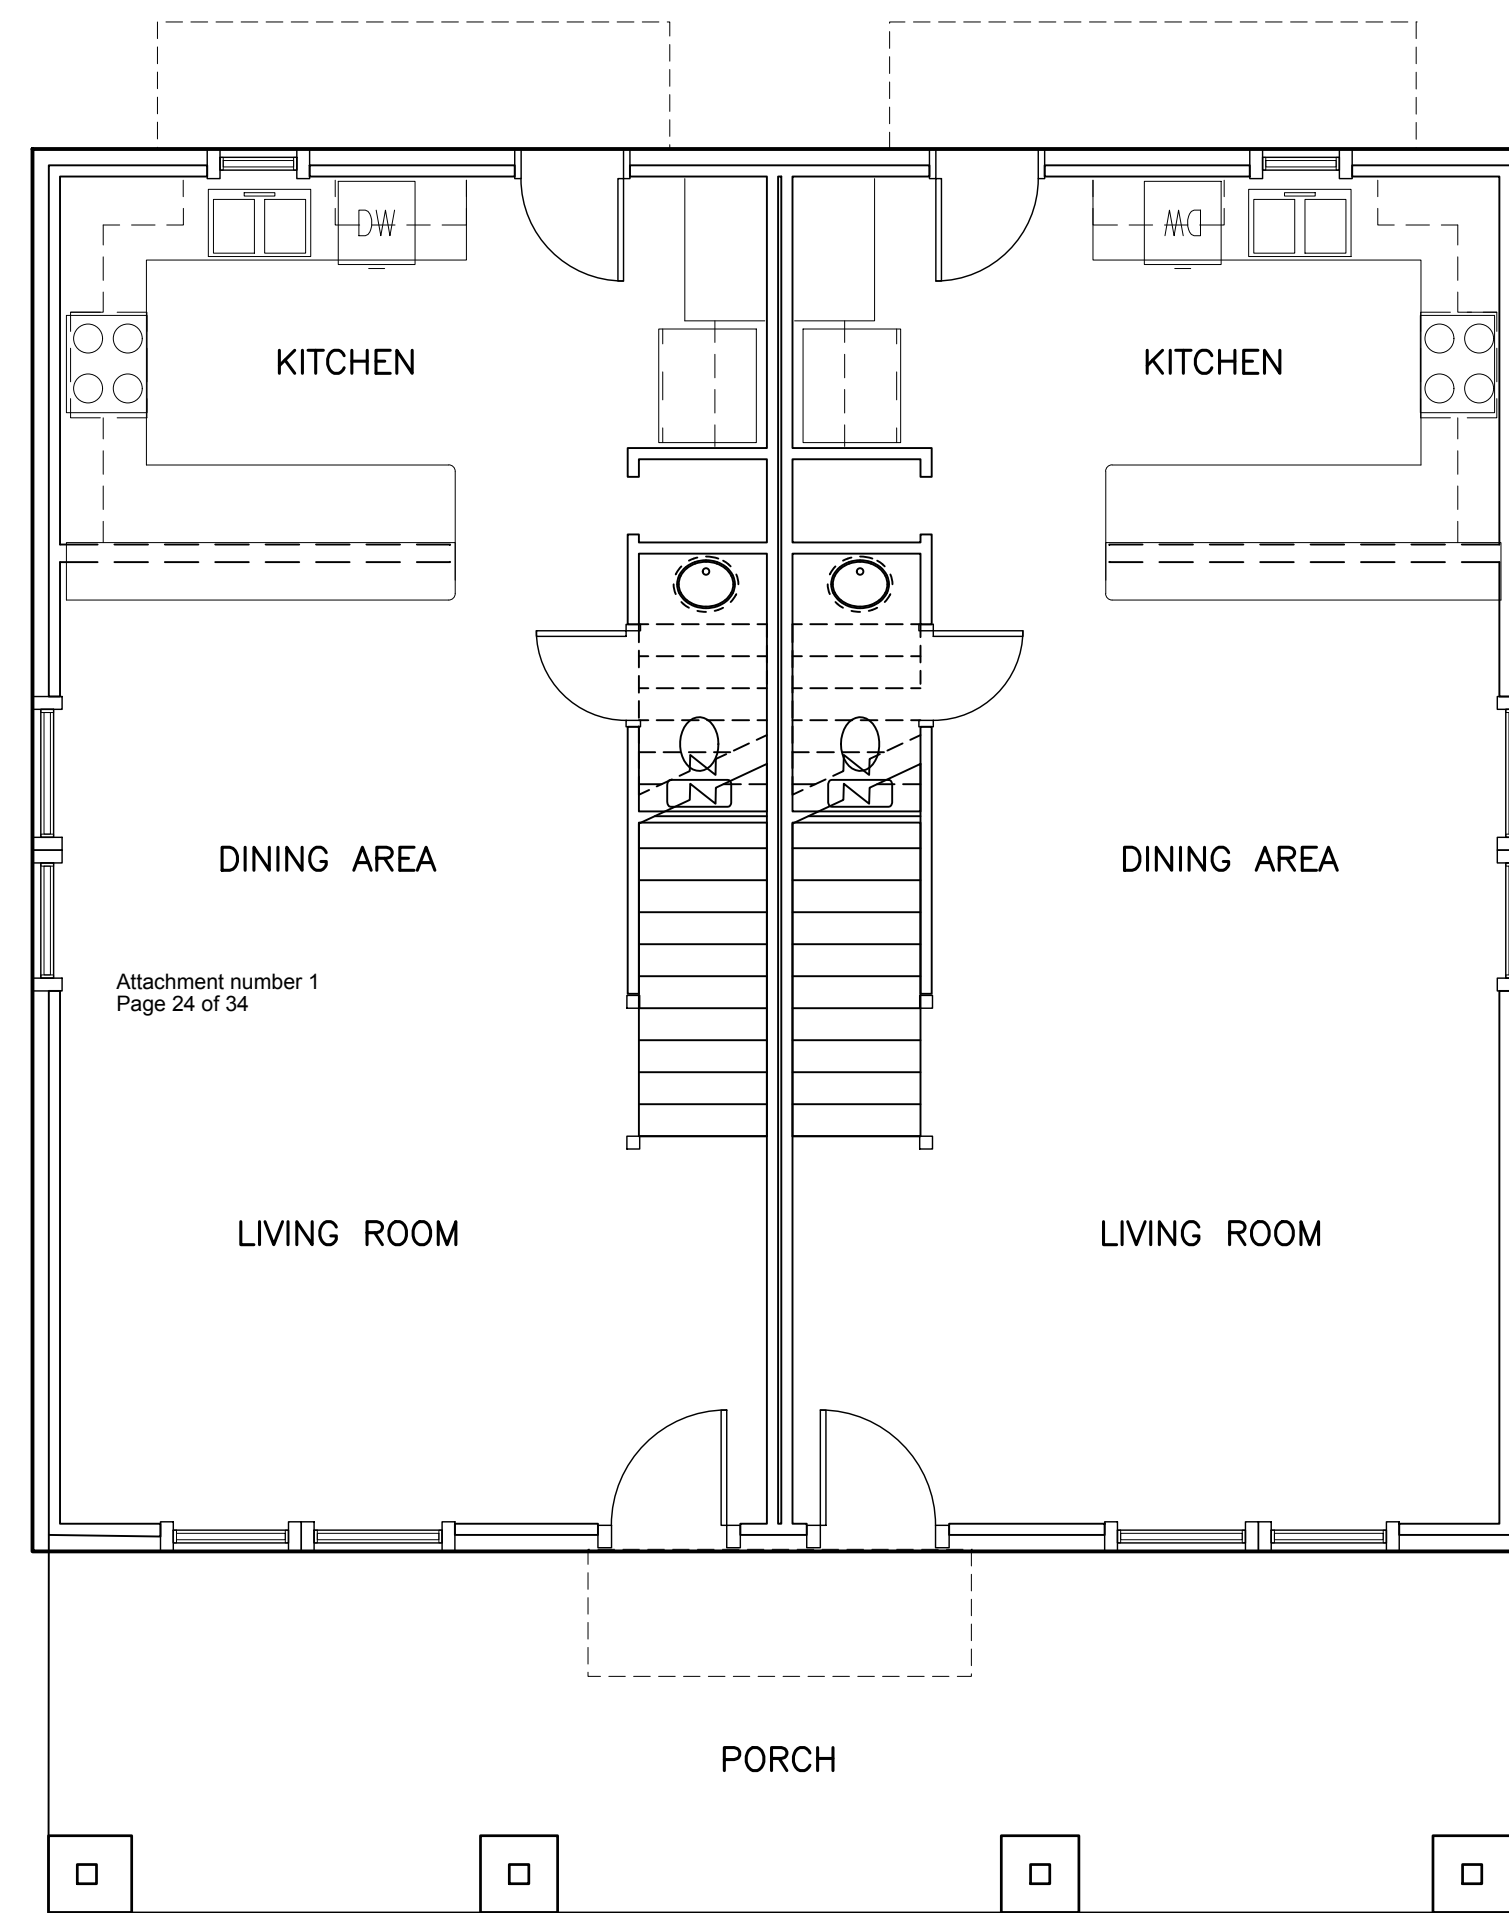 DW
DW
KITCHEN
KITCHEN
DINING AREA
DINING AREA
Attachment number 1
Page 24 of 34
LIVING ROOM
LIVING ROOM
PORCH